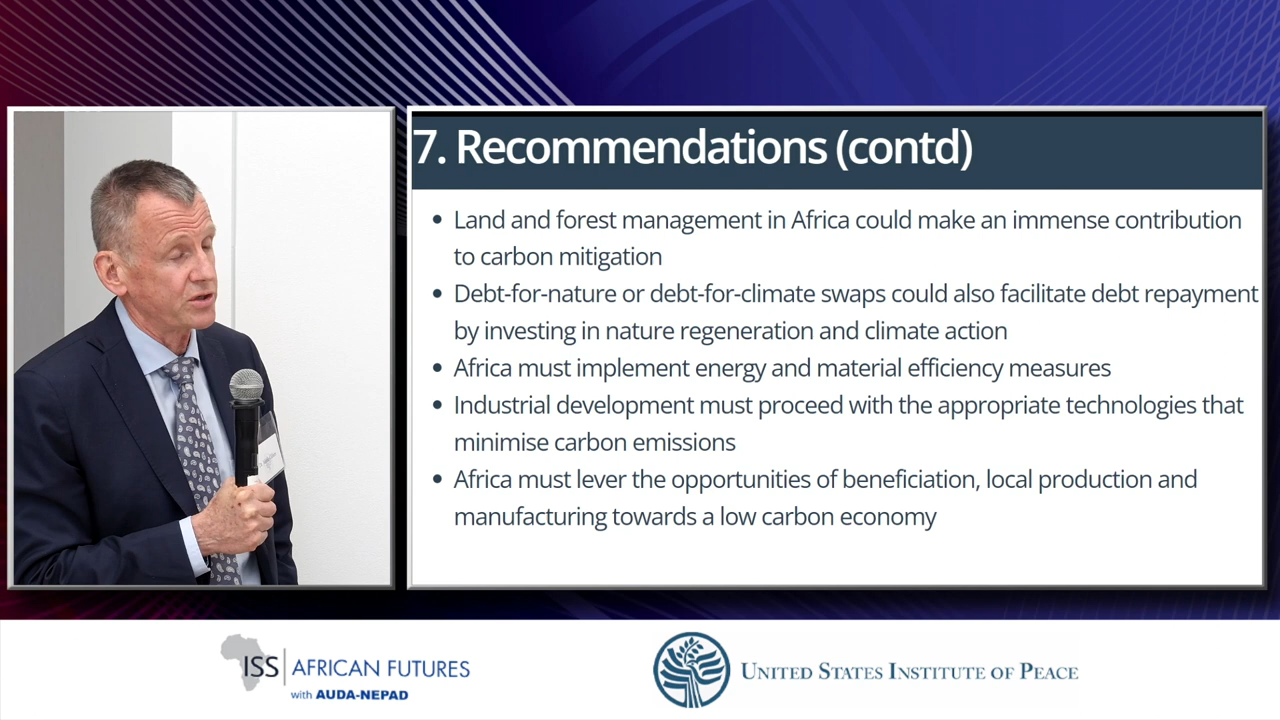 7. Recommendations (contd)
• Land and forest management in Africa could make an immense contribution
to carbon mitigation
• Debt-for-nature or debt-for-climate swaps could also facilitate debt repayment
by investing in nature regeneration and climate action
• Africa must implement energy and material efficiency measures
• Industrial development must proceed with the appropriate technologies that
minimise carbon emissions
• Africa must lever the opportunities of beneficiation, local production and
manufacturing towards a low carbon economy
ISS AFRICAN FUTURES
with AUDA-NEPAD
UNITED STATES INSTITUTE OF PEACE